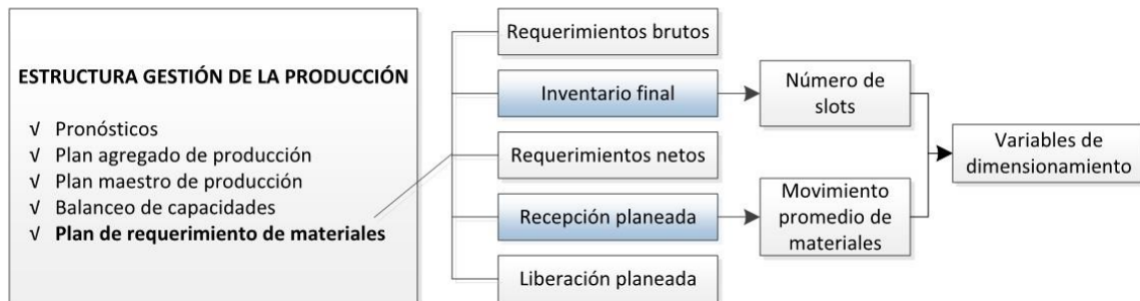 ESTRUCTURA GESTIÓN DE LA PRODUCCIÓN
√ Pronósticos
√ Plan agregado de producción
√ Plan maestro de producción
√ Balanceo de capacidades
√ Plan de requerimiento de materiales
Requerimientos brutos
Inventario final
Requerimientos netos
Recepción planeada
Liberación planeada
Número de
slots
Movimiento
promedio de
materiales
Variables de
dimensionamiento